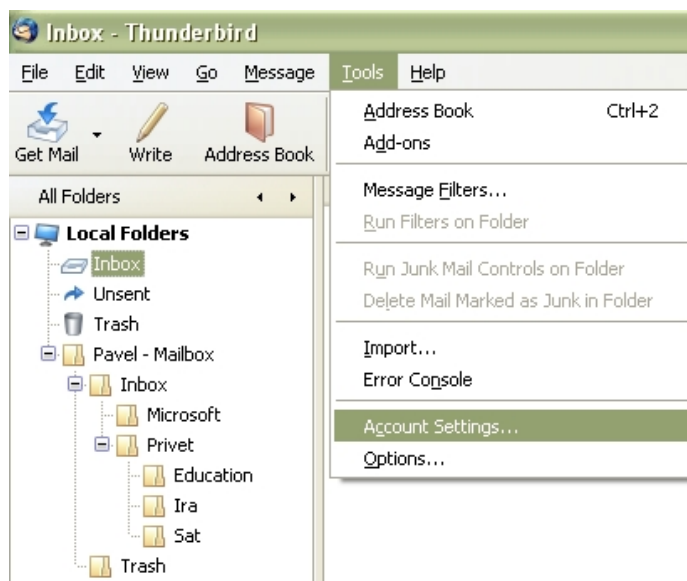 Inbox - Thunderbird
File Edit View Go Message Tools Help
Get Mail Write Address Book
All Folders
Local Folders
Inbox
Unsent
Trash
Pavel - Mailbox
Inbox
Microsoft
Privet
Education
Ira
Sat
Trash
Address Book Ctrl+2
Add-ons
Message Filters...
Run Filters on Folder
Run Junk Mail Controls on Folder
Delete Mail Marked as Junk in Folder
Import...
Error Console
Account Settings...
Options...